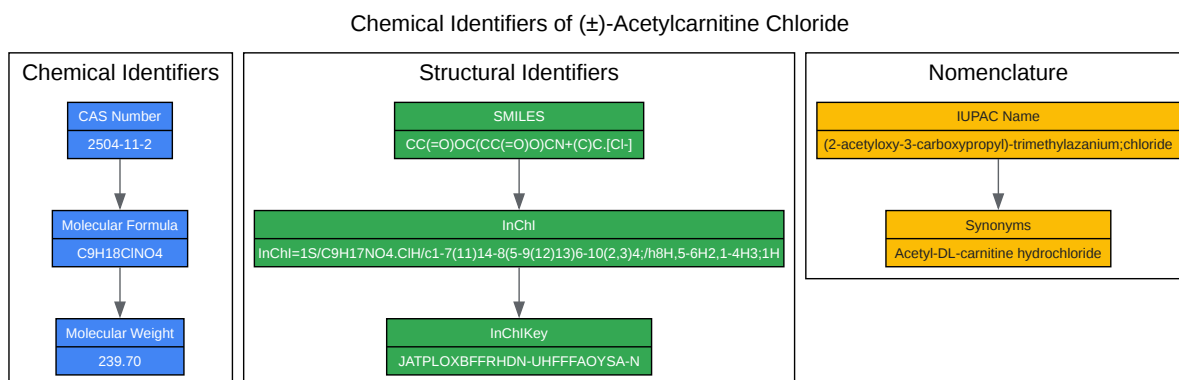 Chemical Identifiers of (±)-Acetylcarnitine Chloride
Chemical Identifiers
CAS Number
2504-11-2
Molecular Formula
C9H18ClNO4
Molecular Weight
239.70
Structural Identifiers
SMILES
CC(=O)OC(CC(=O)O)CN+(C)C.[Cl-]
InChI
InChI=1S/C9H17NO4.ClH/c1-7(11)14-8(5-9(12)13)6-10(2,3)4;/h8H,5-6H2,1-4H3;1H
InChIKey
JATPLOXBFFRHDN-UHFFFAOYSA-N
Nomenclature
IUPAC Name
(2-acetyloxy-3-carboxypropyl)-trimethylazanium;chloride
Synonyms
Acetyl-DL-carnitine hydrochloride